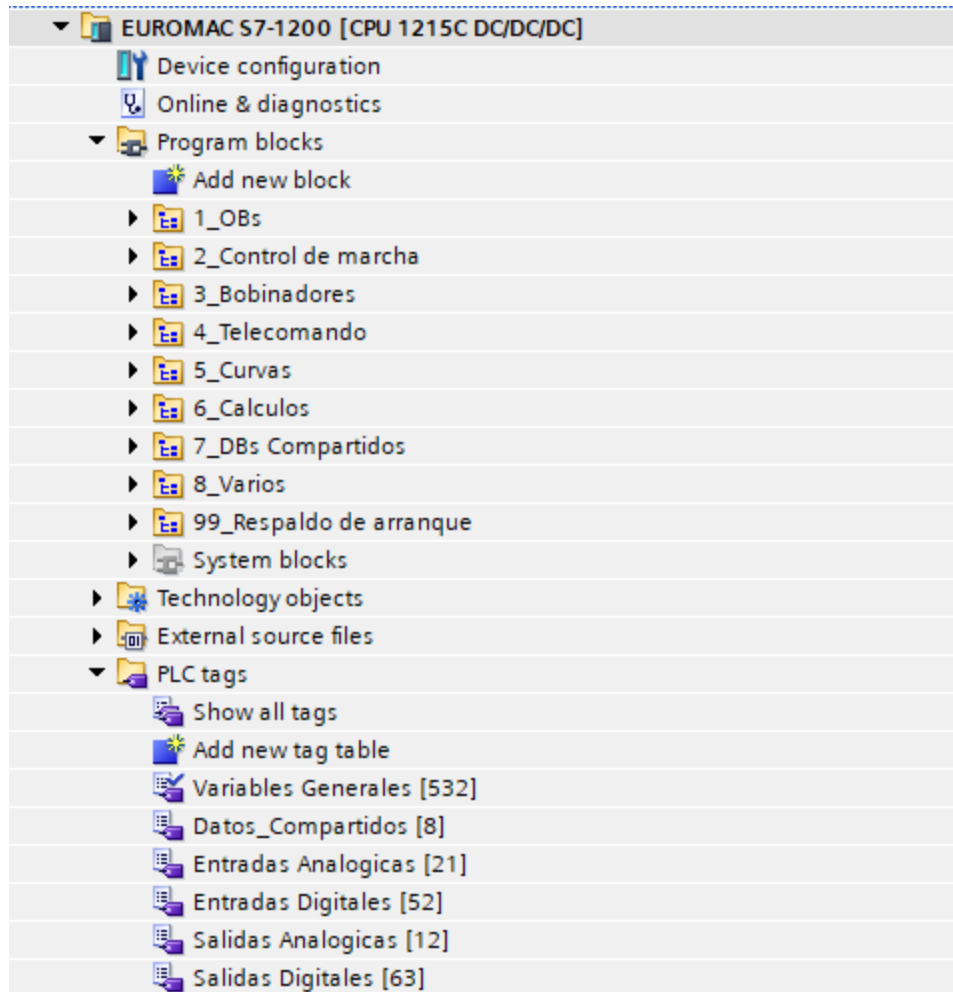 EUROMAC S7-1200 [CPU 1215C DC/DC/DC]
Device configuration
Online & diagnostics
Program blocks
Add new block
1_OBs
2_Control de marcha
3_Bobinadores
4_Telecomando
5_Curvas
6_Calculos
7_DBs Compartidos
8_Varios
99_Respaldo de arranque
System blocks
Technology objects
External source files
PLC tags
Show all tags
Add new tag table
Variables Generales [532]
Datos_Compartidos [8]
Entradas Analogicas [21]
Entradas Digitales [52]
Salidas Analogicas [12]
Salidas Digitales [63]